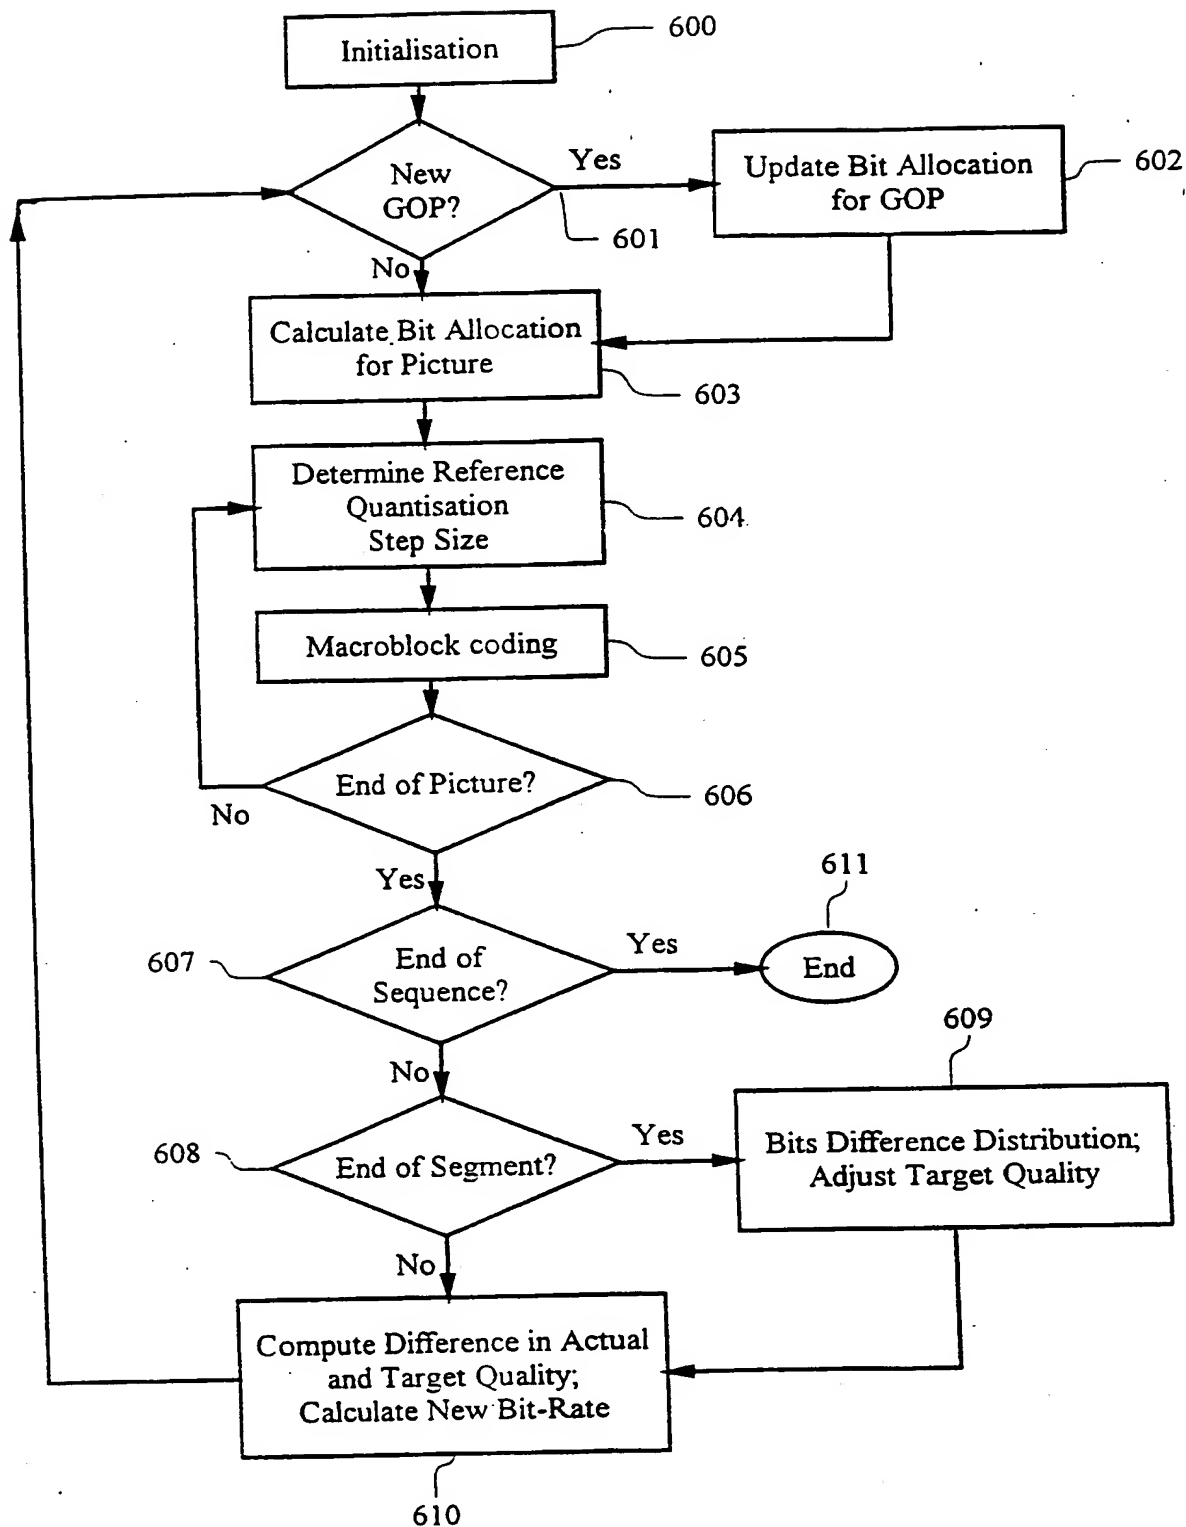 Initialisation
600
New
GOP?
Yes
601
No
Update Bit Allocation
for GOP
602
Calculate Bit Allocation
for Picture
603
Determine Reference
Quantisation
Step Size
604
Macroblock coding
605
End of Picture?
606
No
Yes
607
End of
Sequence?
Yes
611
End
No
608
End of Segment?
Yes
609
Bits Difference Distribution;
Adjust Target Quality
No
Compute Difference in Actual
and Target Quality;
Calculate New Bit-Rate
610